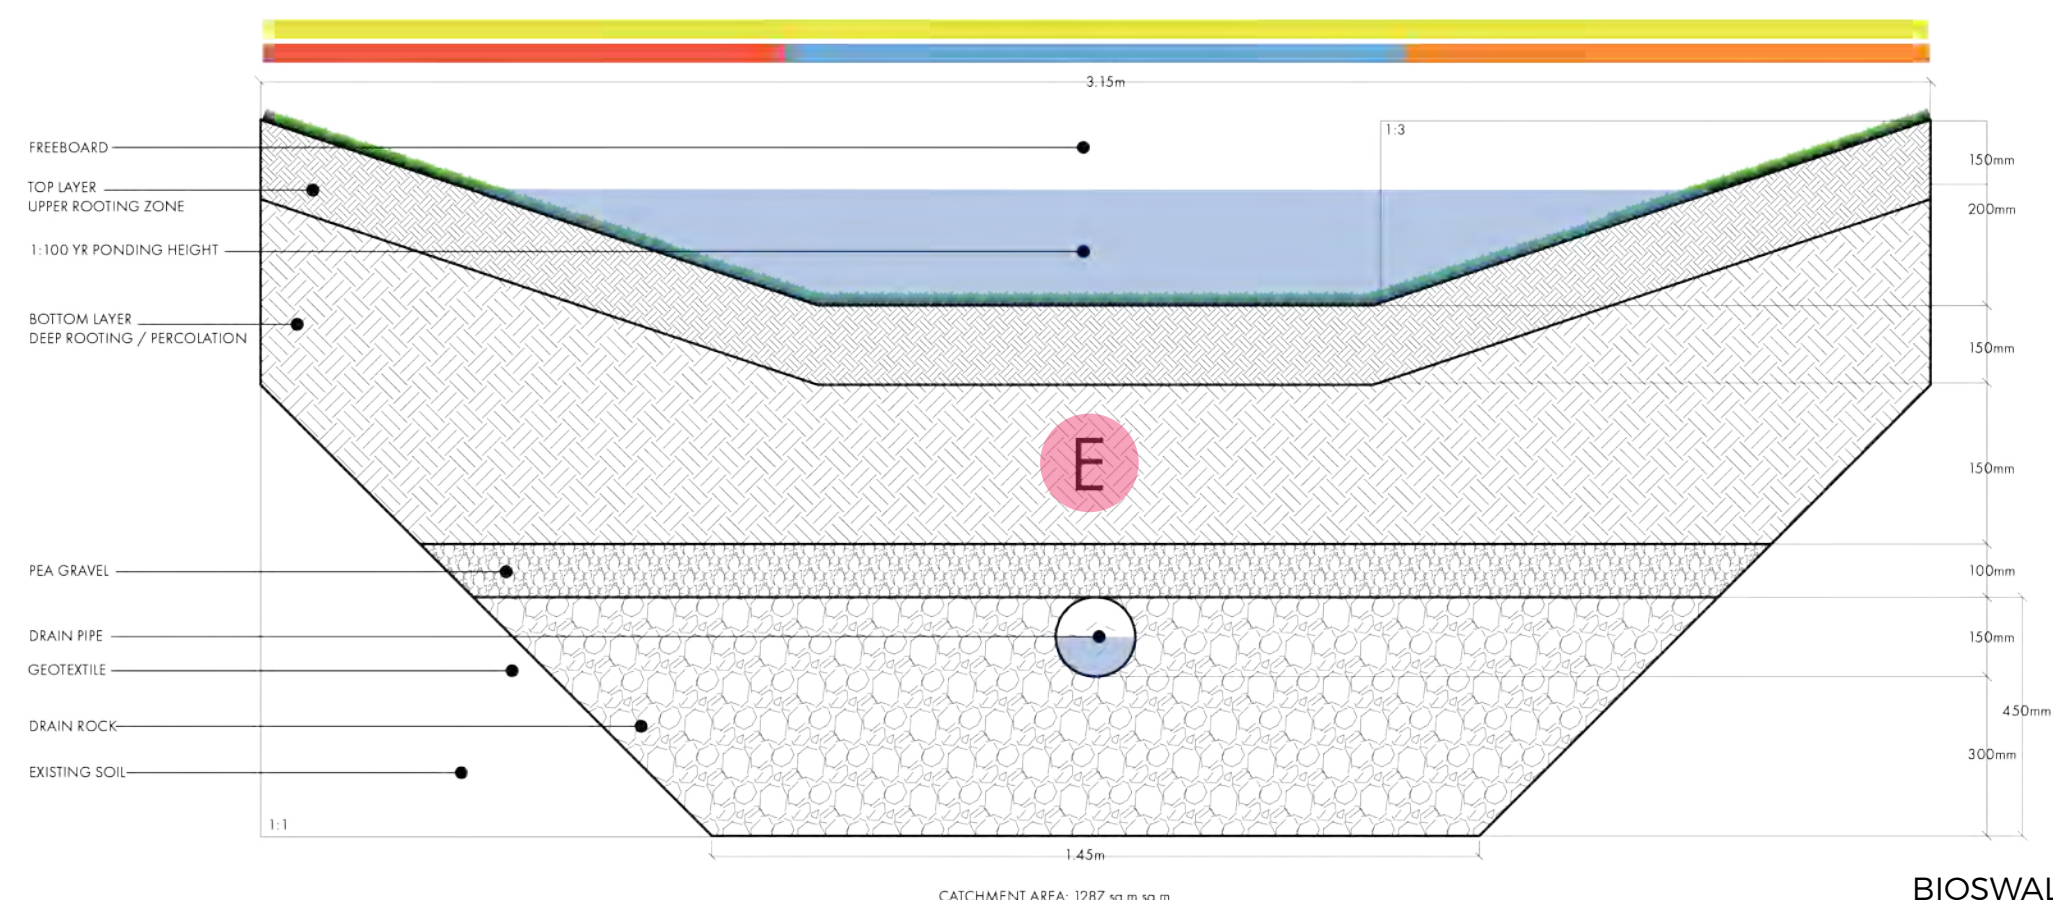 3.15m
1:3
FREEBOARD
150mm
TOP LAYER
UPPER ROOTING ZONE
200mm
1:100 YR PONDING HEIGHT
BOTTOM LAYER
DEEP ROOTING / PERCOLATION
150mm
E
150mm
PEA GRAVEL
100mm
DRAIN PIPE
150mm
GEOTEXTILE
DRAIN ROCK
450mm
300mm
EXISTING SOIL
1:1
1.45m
CATCHMENT AREA: 1287 sq m sq m
BIOSWAL